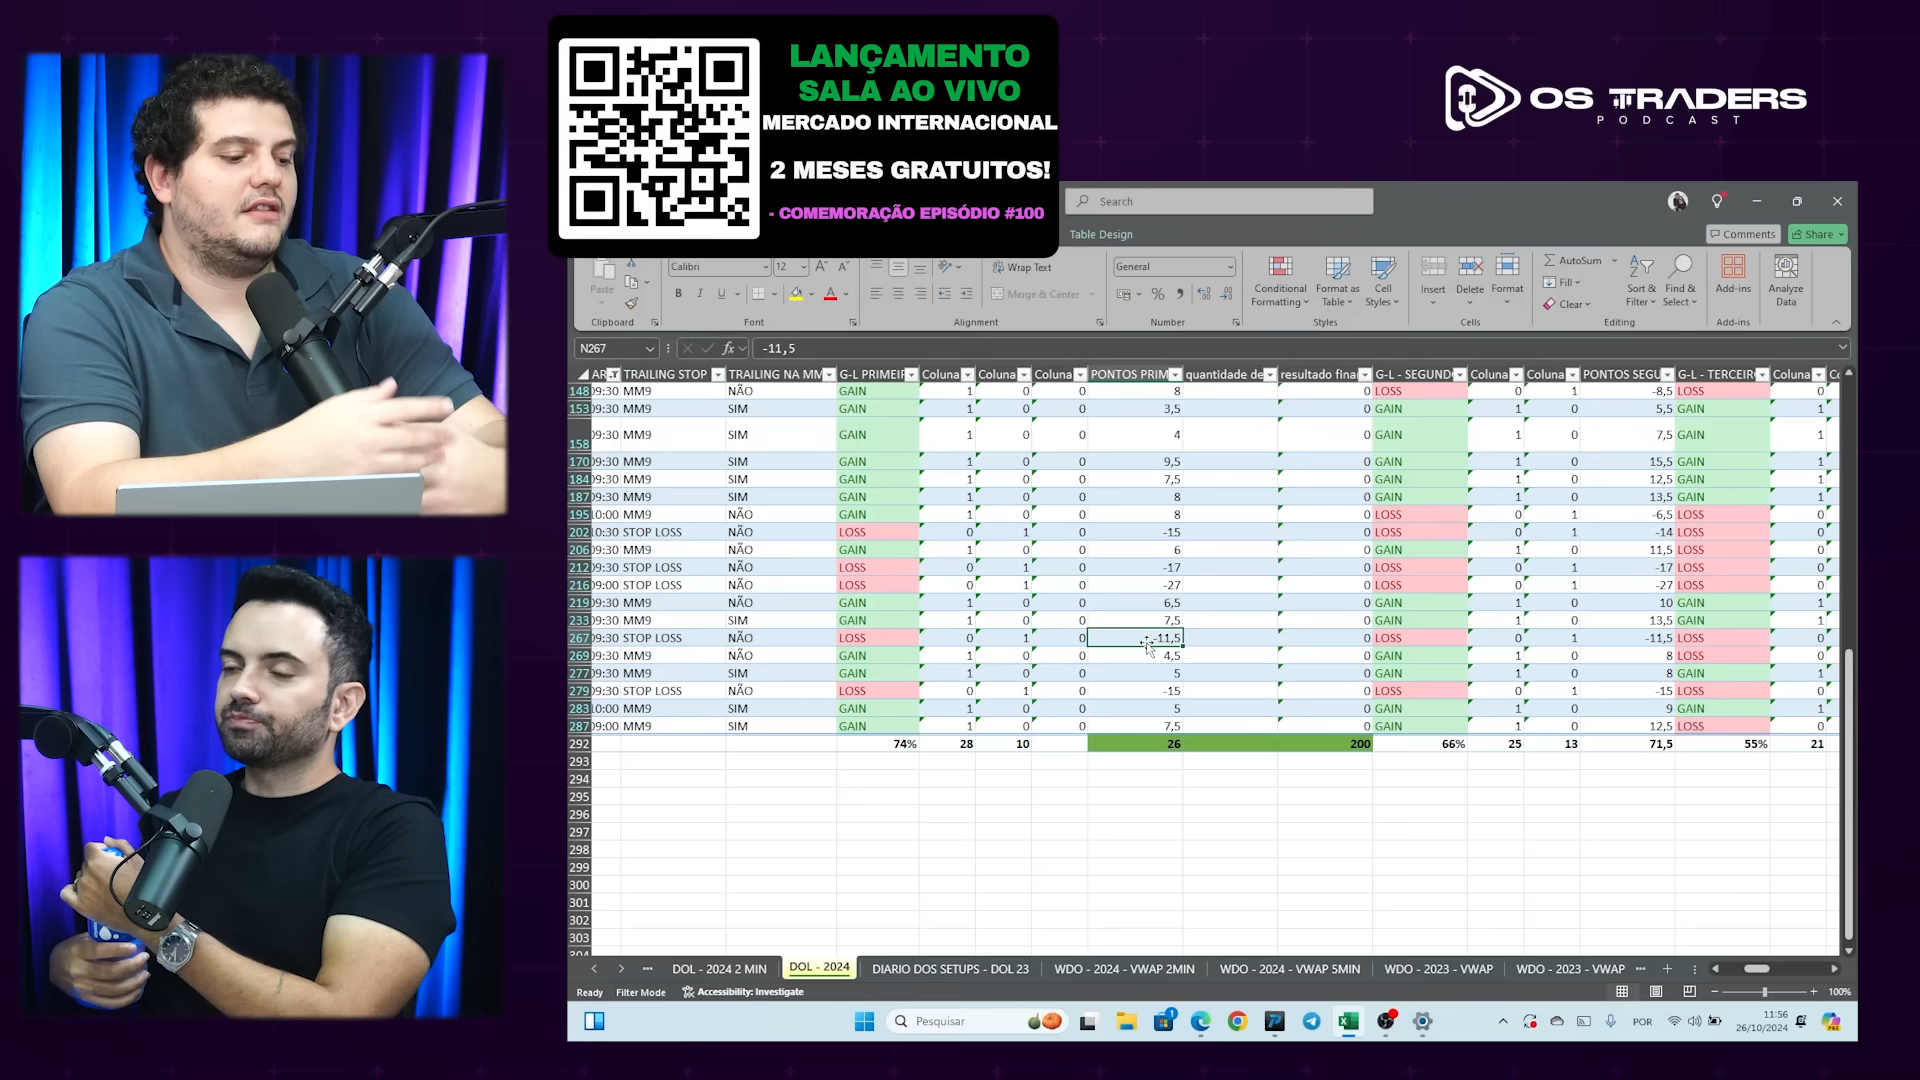 LANÇAMENTO
SALA AO VIVO
MERCADO INTERNACIONAL
2 MESES GRATUITOS!
- COMEMORAÇÃO EPISÓDIO #100
OS TRADERS
PODCAST
Search
Table Design
Comments Share
Calibri 12 Wrap Text General AutoSum
Paste B I U Merge & Center Conditional Formatting Format as Table Cell Styles Insert Delete Format Fill Clear Sort & Filter Find & Select Add-ins Analyze Data
Clipboard Font Alignment Number Styles Cells Editing Add-ins
N267 fx -11,5
TRAILING STOP TRAILING NA MM G-L PRIMEIR Coluna Coluna Coluna PONTOS PRIM quantidade de resultado finan G-L - SEGUND Coluna Coluna PONTOS SEGU G-L - TERCEIR Coluna
148 09:30 MM9 NÃO GAIN 1 0 0 8 0 LOSS 0 1 -8,5 LOSS 0
153 09:30 MM9 SIM GAIN 1 0 0 3,5 0 GAIN 1 0 5,5 GAIN 1
158 09:30 MM9 SIM GAIN 1 0 0 4 0 GAIN 1 0 7,5 GAIN 1
170 09:30 MM9 SIM GAIN 1 0 0 9,5 0 GAIN 1 0 15,5 GAIN 1
184 09:30 MM9 SIM GAIN 1 0 0 7,5 0 GAIN 1 0 12,5 GAIN 1
187 09:30 MM9 SIM GAIN 1 0 0 8 0 GAIN 1 0 13,5 GAIN 1
195 10:00 MM9 NÃO GAIN 1 0 0 8 0 LOSS 0 1 -6,5 LOSS 0
202 10:30 STOP LOSS NÃO LOSS 0 1 0 -15 0 LOSS 0 1 -14 LOSS 0
206 09:30 MM9 NÃO GAIN 1 0 0 6 0 GAIN 1 0 11,5 LOSS 0
212 09:30 STOP LOSS NÃO LOSS 0 1 0 -17 0 LOSS 0 1 -17 LOSS 0
216 09:00 STOP LOSS NÃO LOSS 0 1 0 -27 0 LOSS 0 1 -27 LOSS 0
219 09:30 MM9 NÃO GAIN 1 0 0 6,5 0 GAIN 1 0 10 GAIN 1
233 09:30 MM9 SIM GAIN 1 0 0 7,5 0 GAIN 1 0 13,5 GAIN 1
267 09:30 STOP LOSS NÃO LOSS 0 1 0 -11,5 0 LOSS 0 1 -11,5 LOSS 0
269 09:30 MM9 NÃO GAIN 1 0 0 4,5 0 GAIN 1 0 8 GAIN 1
277 09:30 MM9 SIM GAIN 1 0 0 5 0 GAIN 1 0 8 GAIN 1
279 09:30 STOP LOSS NÃO LOSS 0 1 0 -15 0 LOSS 0 1 -15 LOSS 0
283 10:00 MM9 SIM GAIN 1 0 0 5 0 GAIN 1 0 9 GAIN 1
287 09:00 MM9 SIM GAIN 1 0 0 7,5 0 GAIN 1 0 12,5 LOSS 0
292 74% 28 10 26 200 66% 25 13 71,5 55% 21
293
294
295
296
297
298
299
300
301
302
303
DOL - 2024 2 MIN DOL - 2024 DIARIO DOS SETUPS - DOL 23 WDO - 2024 - VWAP 2MIN WDO - 2024 - VWAP 5MIN WDO - 2023 - VWAP WDO - 2023 - VWAP
Ready Filter Mode Accessibility: Investigate 100%
Pesquisar POR 11:56
26/10/2024